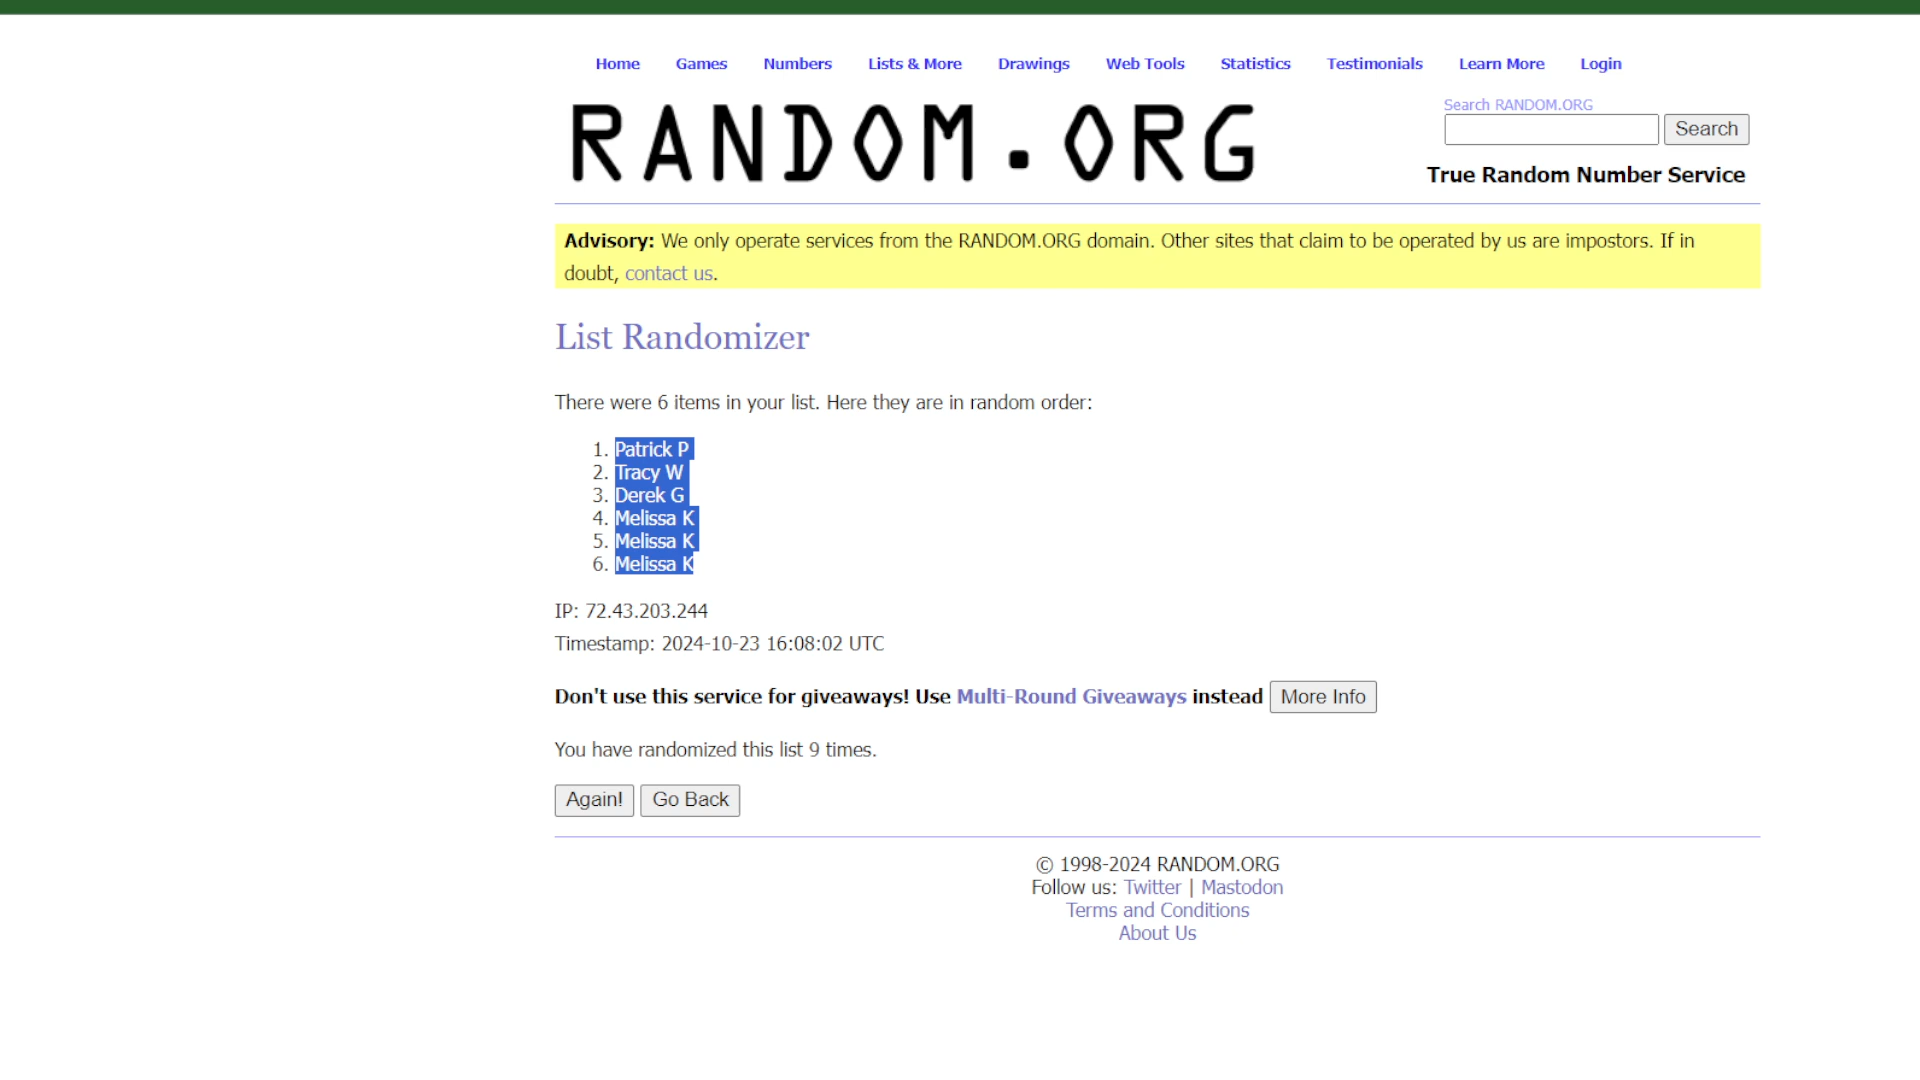 Home Games Numbers Lists & More Drawings Web Tools Statistics Testimonials Learn More Login
RANDOM.ORG
Search RANDOM.ORG
Search
True Random Number Service
Advisory: We only operate services from the RANDOM.ORG domain. Other sites that claim to be operated by us are impostors. If in
doubt, contact us.
List Randomizer
There were 6 items in your list. Here they are in random order:
1. Patrick P
2. Tracy W
3. Derek G
4. Melissa K
5. Melissa K
6. Melissa K
IP: 72.43.203.244
Timestamp: 2024-10-23 16:08:02 UTC
Don't use this service for giveaways! Use Multi-Round Giveaways instead More Info
You have randomized this list 9 times.
Again! Go Back
© 1998-2024 RANDOM.ORG
Follow us: Twitter | Mastodon
Terms and Conditions
About Us